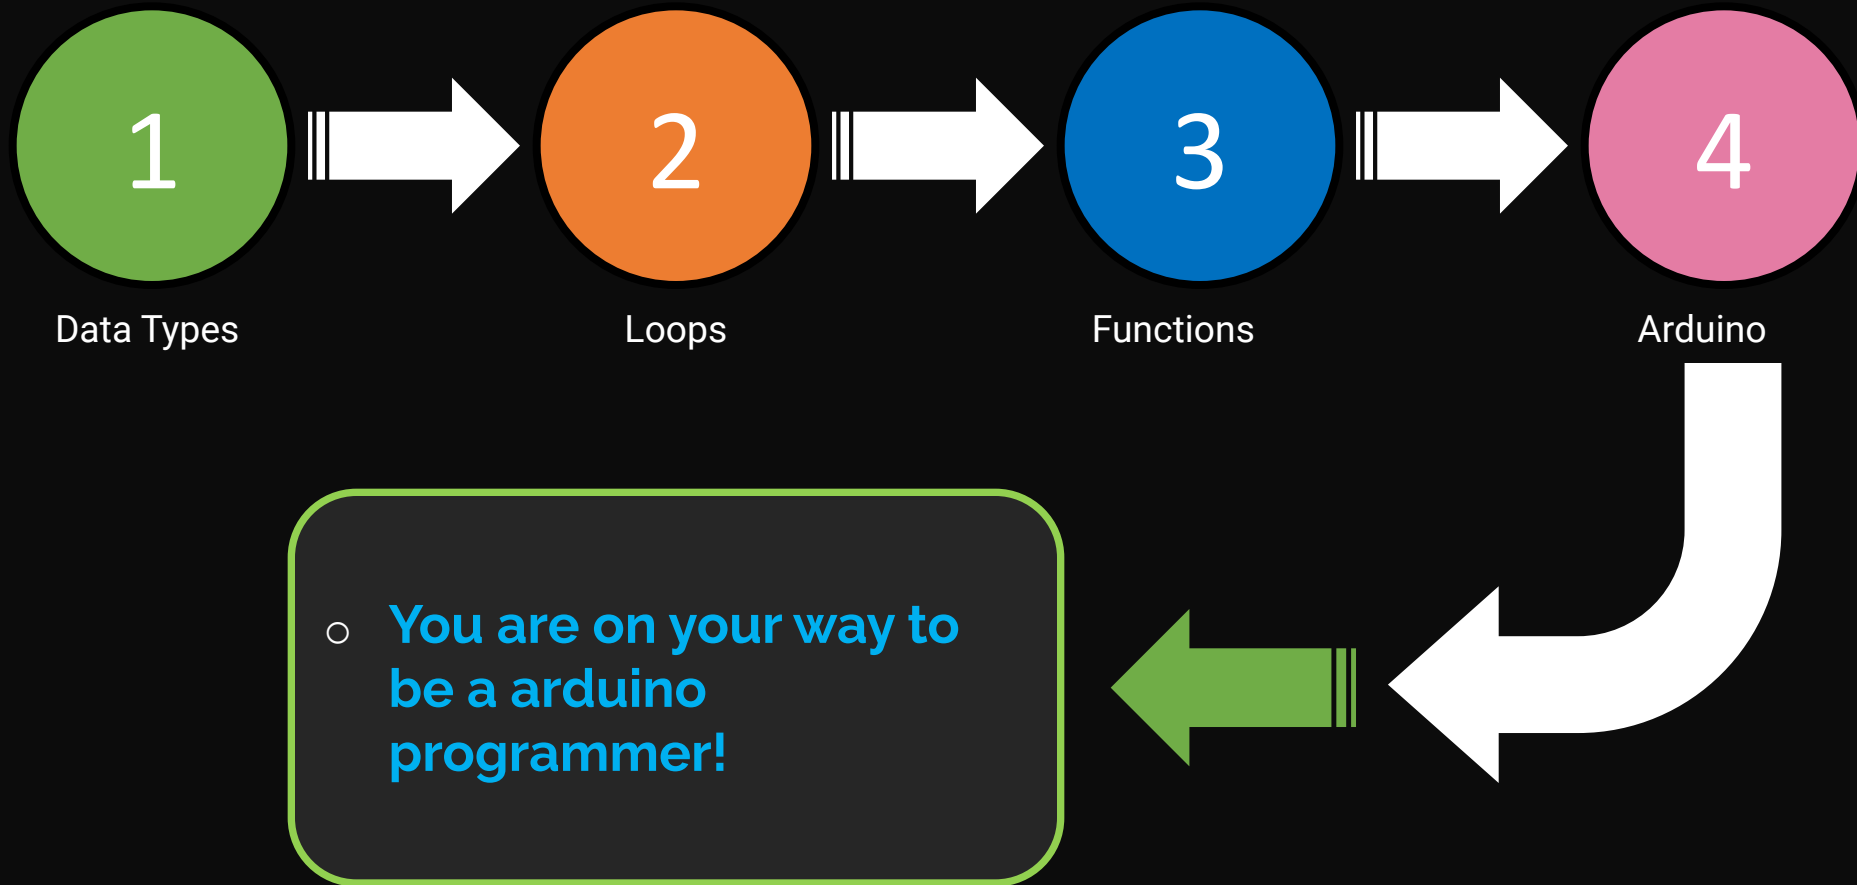 1 2 3 4
Data Types Loops Functions Arduino
○ You are on your way to
be a arduino
programmer!